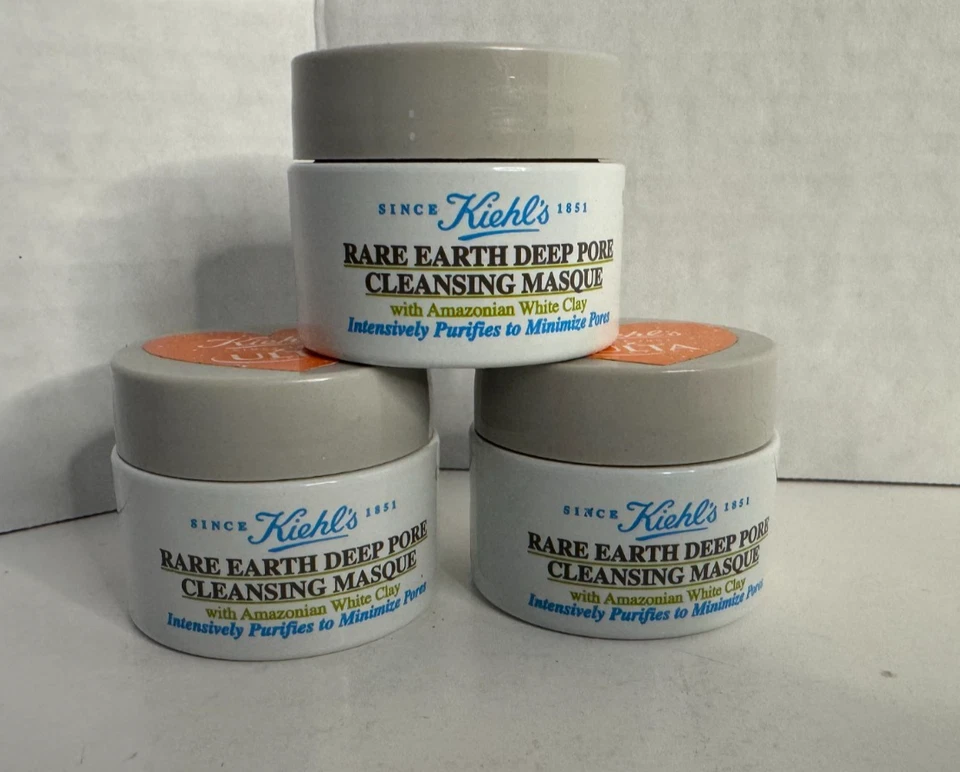 SINCE Kiehl's 1851
RARE EARTH DEEP PORE
CLEANSING MASQUE
with Amazonian White Clay
Intensively Purifies to Minimize Pores
Kiehl's
Kiehl's
SINCE Kiehl's 1851
RARE EARTH DEEP PORE
CLEANSING MASQUE
with Amazonian White Clay
Intensively Purifies to Minimize Pores
SINCE Kiehl's 1851
RARE EARTH DEEP PORE
CLEANSING MASQUE
with Amazonian White Clay
Intensively Purifies to Minimize Pores